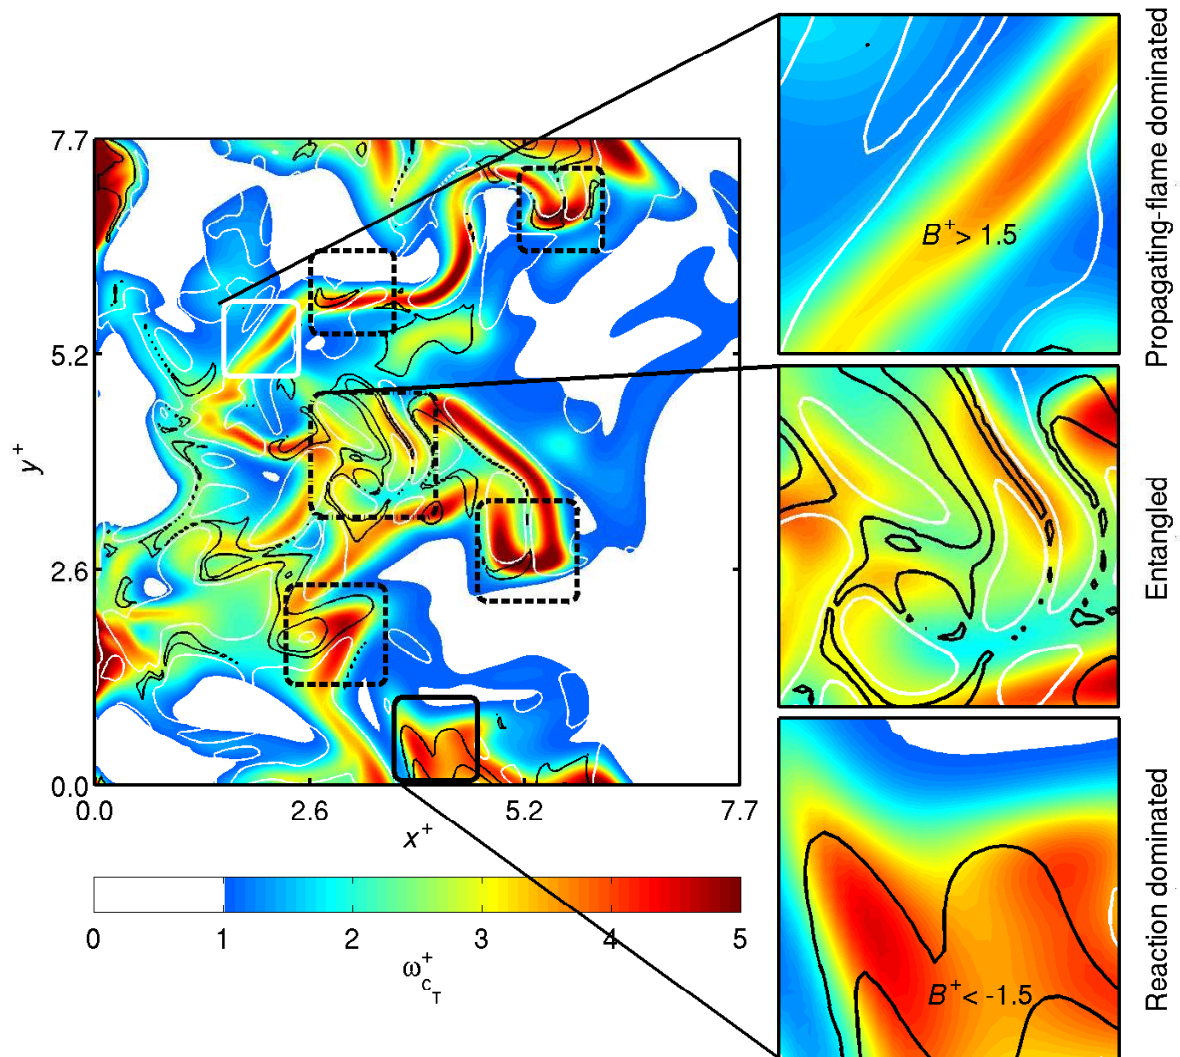 7.7
5.2
2.6
0.0
y+
0.0
2.6
5.2
7.7
x+
0
1
2
3
4
5
ω+cT
B+> 1.5
Propagating-flame dominated
Entangled
B+< -1.5
Reaction dominated